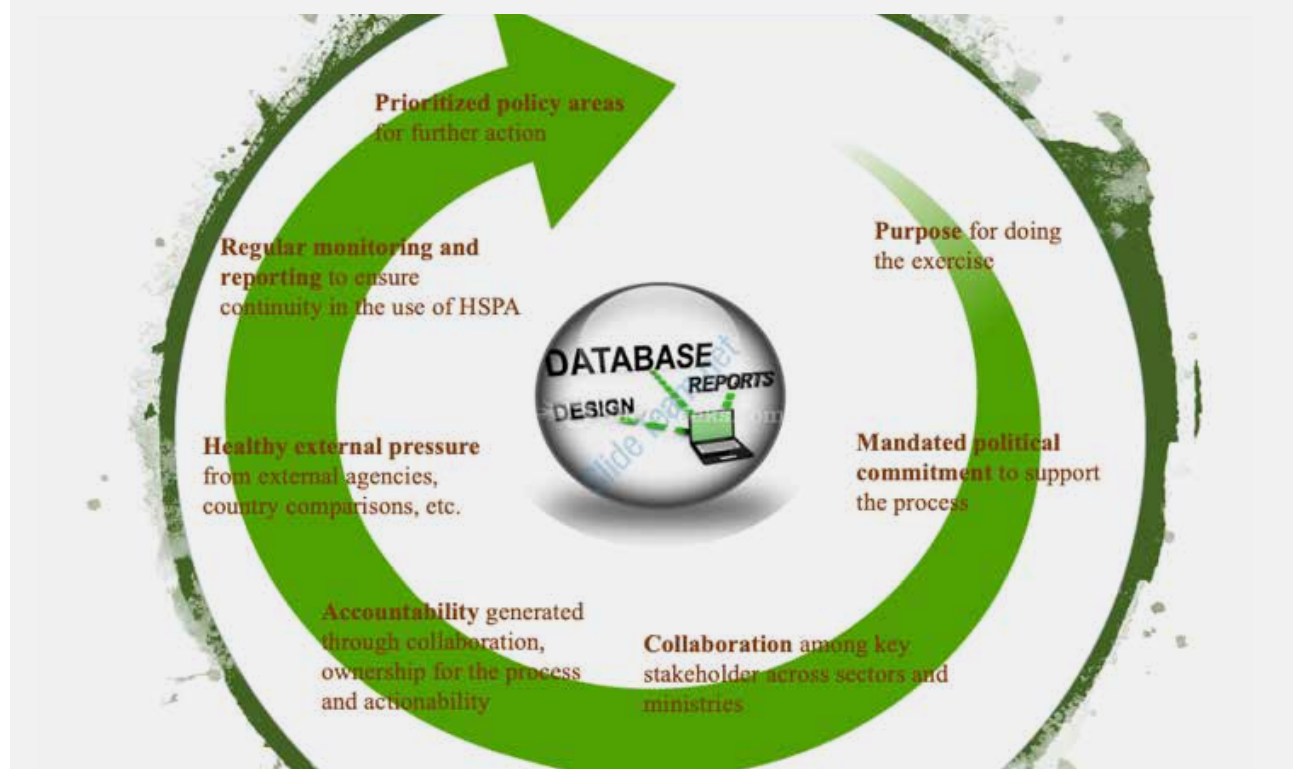 Prioritized policy areas
for further action
Purpose for doing
the exercise
Regular monitoring and
reporting to ensure
continuity in the use of HSPA
DATABASE
REPORTS
DESIGN
Healthy external pressure
from external agencies,
country comparisons, etc.
Mandated political
commitment to support
the process
Accountability generated
through collaboration,
ownership for the process
and actionability
Collaboration among key
stakeholder across sectors and
ministries